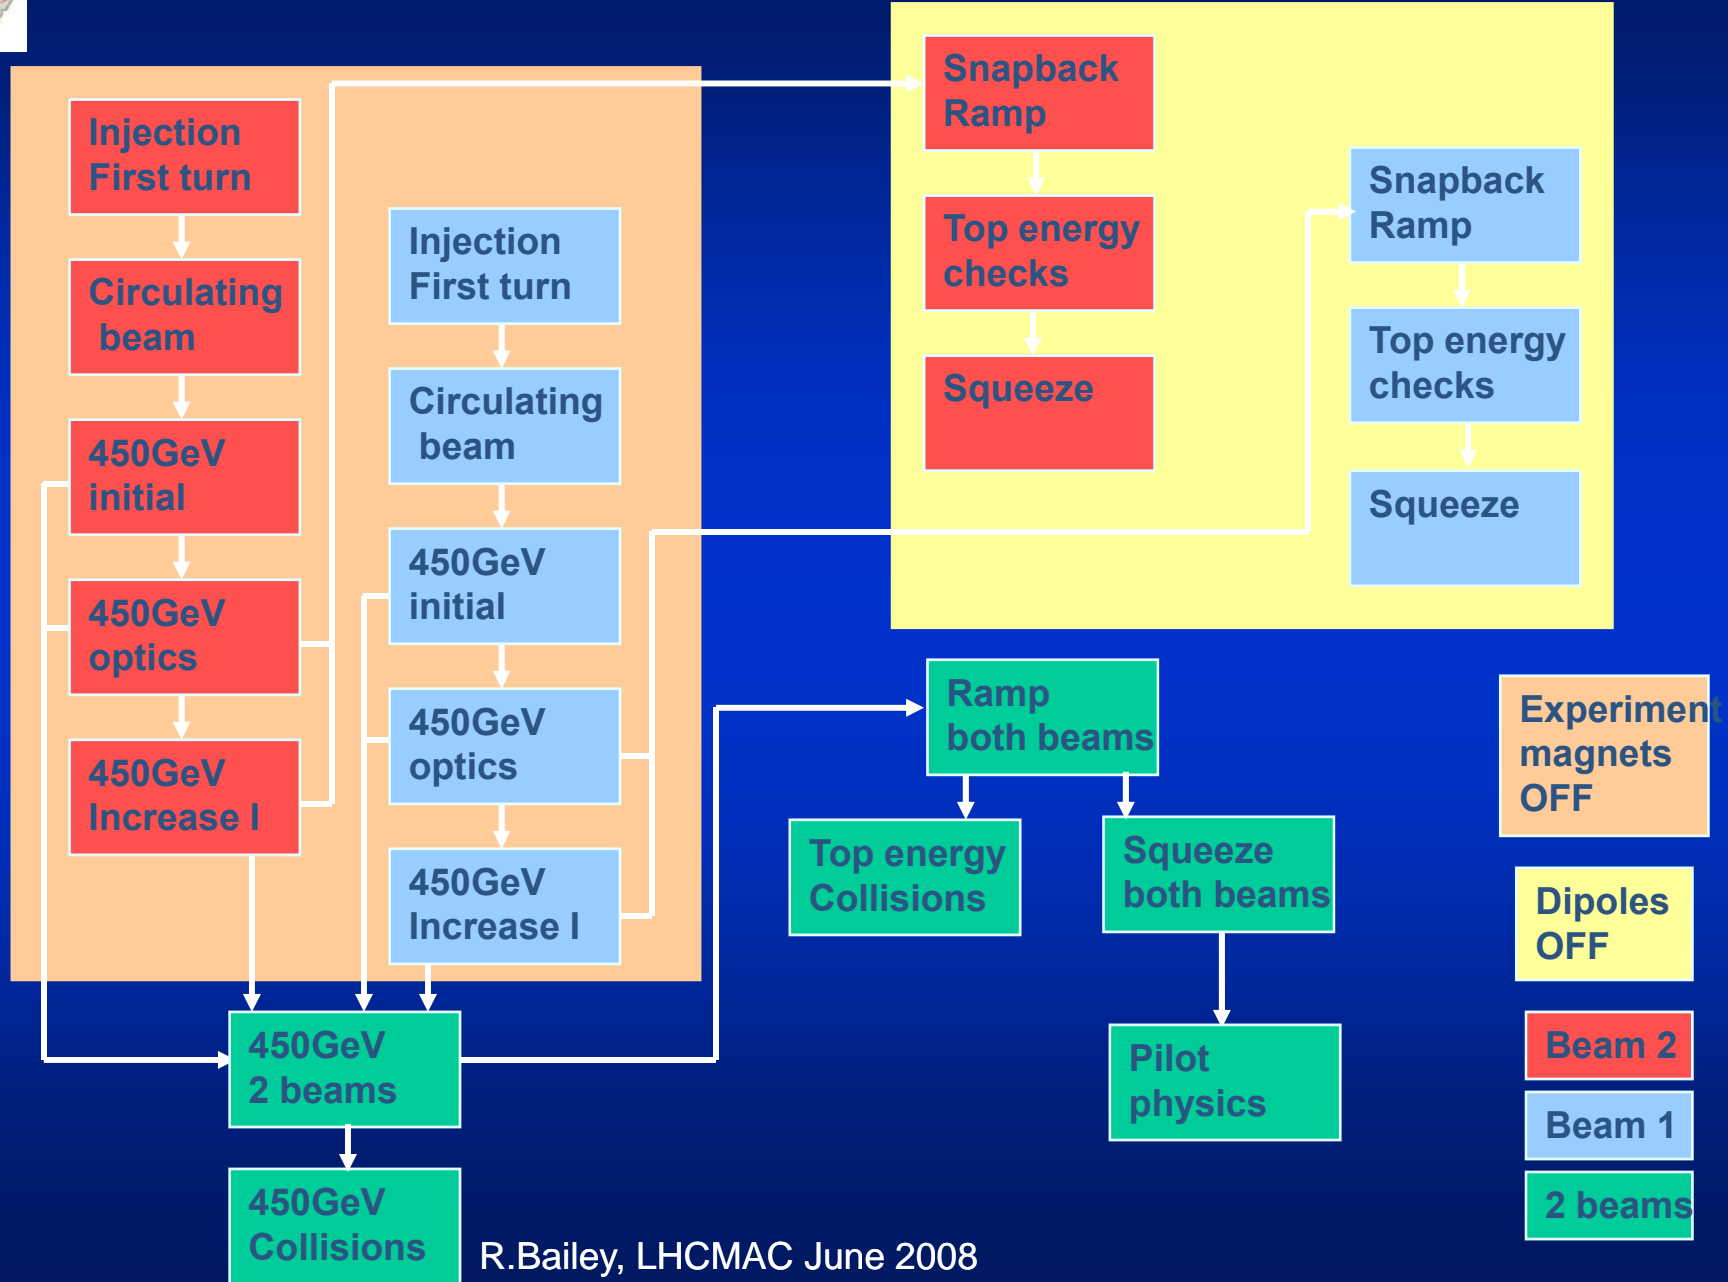 Injection
First turn
Circulating
beam
450GeV
initial
450GeV
optics
450GeV
Increase I
Injection
First turn
Circulating
beam
450GeV
initial
450GeV
optics
450GeV
Increase I
450GeV
2 beams
450GeV
Collisions
Snapback
Ramp
Top energy
checks
Squeeze
Snapback
Ramp
Top energy
checks
Squeeze
Ramp
both beams
Top energy
Collisions
Squeeze
both beams
Pilot
physics
Experiment
magnets
OFF
Dipoles
OFF
Beam 2
Beam 1
2 beams
R.Bailey, LHCMAC June 2008